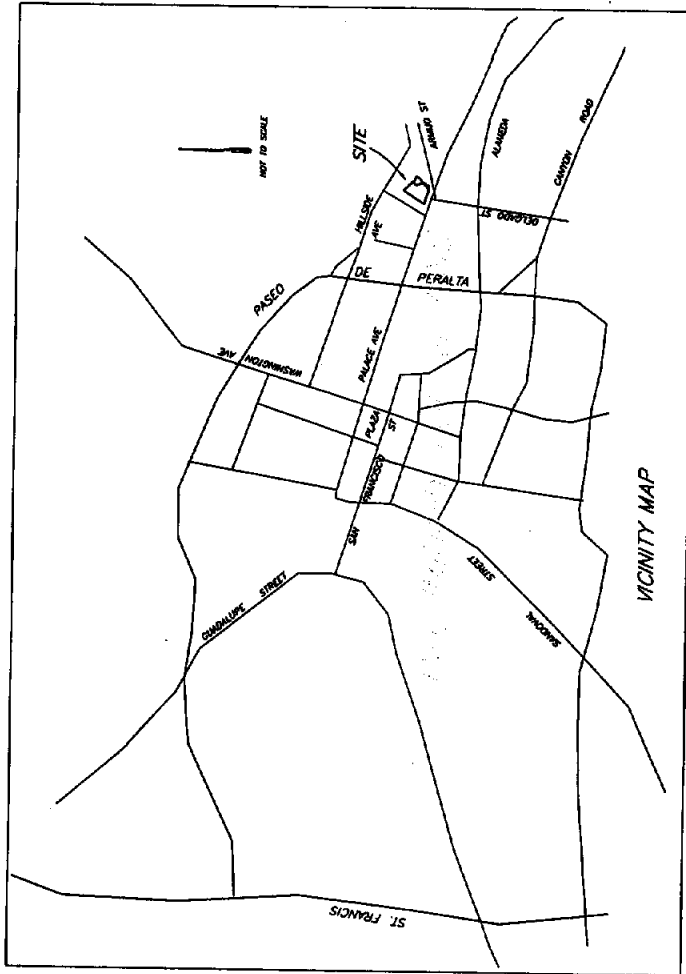 NOT TO SCALE
SITE
ARMIJO ST
HILLSIDE
AVE
ALAMEDA
CANYON ROAD
DELGADO ST
PASEO
DE
PERALTA
WASHINGTON AVE
PALACE AVE
PLAZA
SAN FRANCISCO ST
GUADALUPE STREET
SANDOVAL STREET
ST. FRANCIS
VICINITY MAP